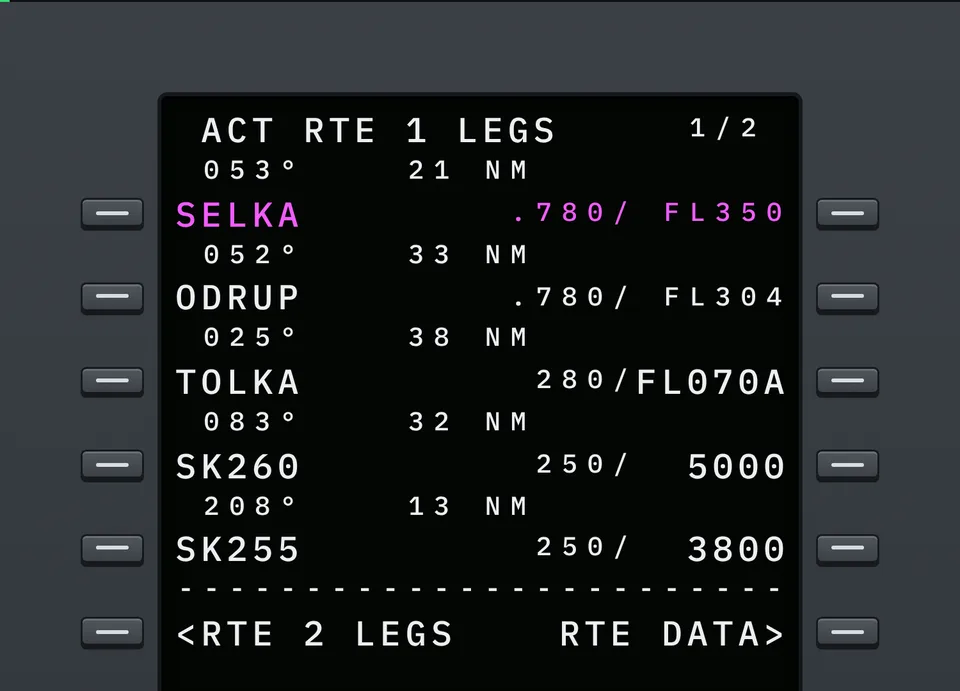 ACT RTE 1 LEGS 1/2
053° 21 NM
SELKA .780/ FL350
052° 33 NM
ODRUP .780/ FL304
025° 38 NM
TOLKA 280/FL070A
083° 32 NM
SK260 250/ 5000
208° 13 NM
SK255 250/ 3800
------------------------
<RTE 2 LEGS RTE DATA>